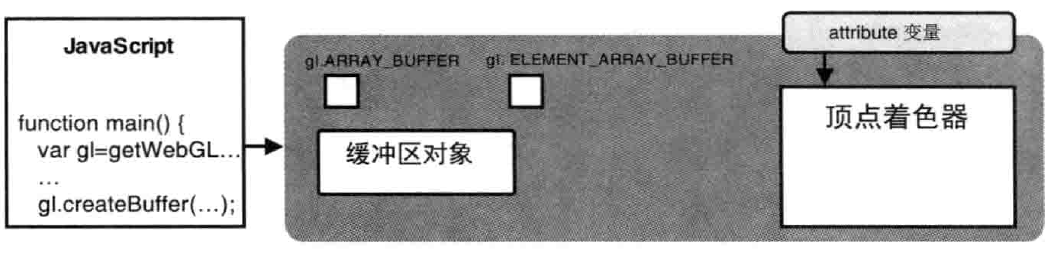 JavaScript
function main() {
var gl=getWebGL…
…
gl.createBuffer(…);
gl.ARRAY_BUFFER
gl. ELEMENT_ARRAY_BUFFER
缓冲区对象
attribute 变量
顶点着色器